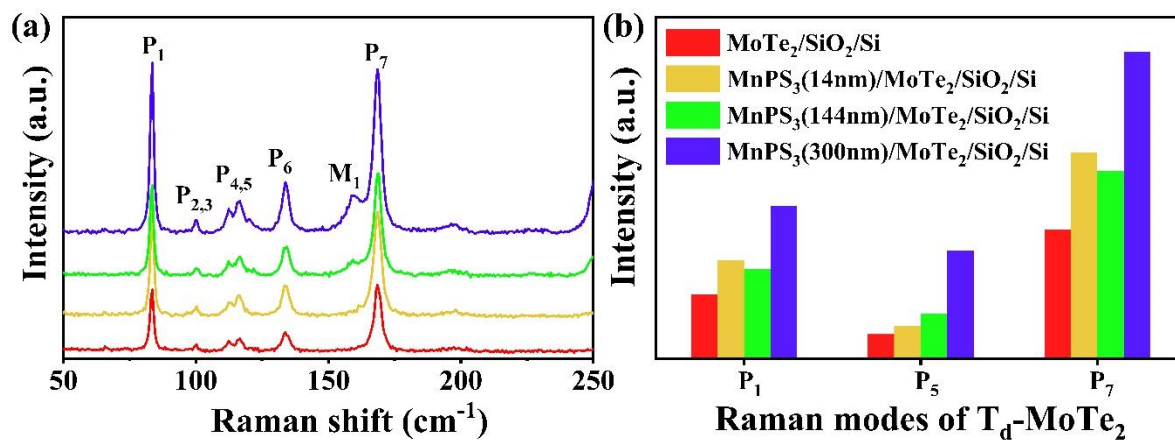 (a)
P₁
P₂,₃
P₄,₅
P₆
M₁
P₇
Intensity (a.u.)
50 100 150 200 250
Raman shift (cm⁻¹)
(b)
MoTe₂/SiO₂/Si
MnPS₃(14nm)/MoTe₂/SiO₂/Si
MnPS₃(144nm)/MoTe₂/SiO₂/Si
MnPS₃(300nm)/MoTe₂/SiO₂/Si
Intensity (a.u.)
P₁ P₅ P₇
Raman modes of T_d-MoTe₂